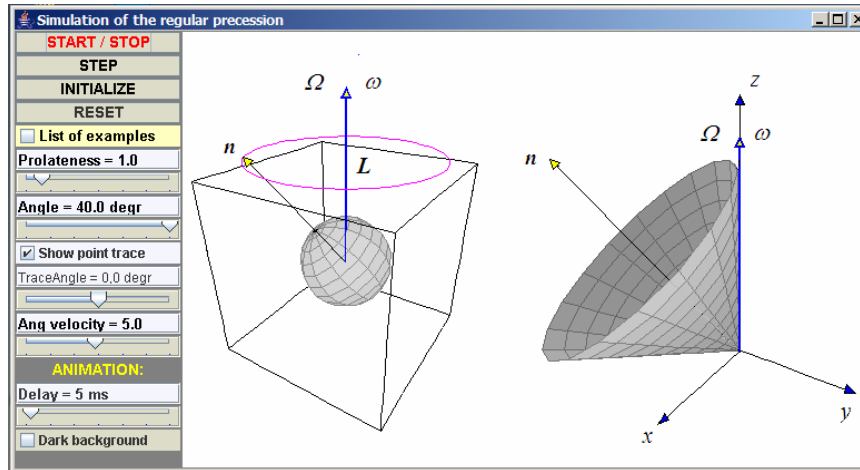 Simulation of the regular precession
START / STOP
STEP
INITIALIZE
RESET
List of examples
Prolateness = 1.0
Angle = 40.0 degr
Show point trace
TraceAngle = 0,0 degr
Ang velocity = 5.0
ANIMATION:
Delay = 5 ms
Dark background
Ω ω
n
L
z
Ω ω
n
x
y